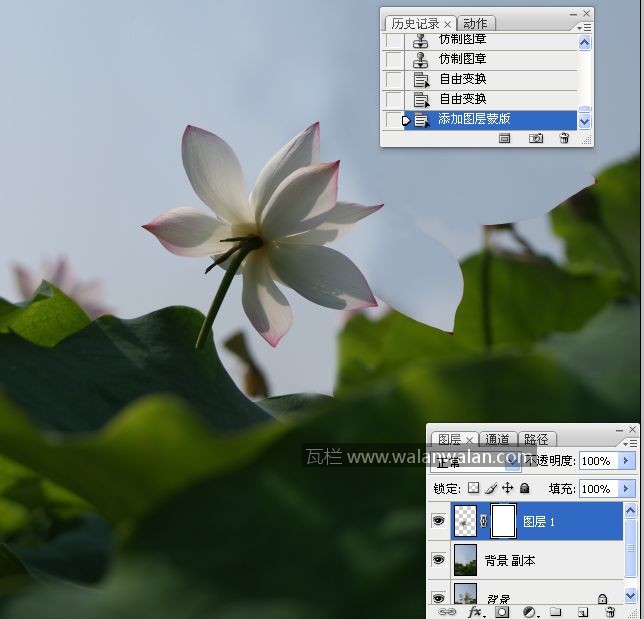 历史记录 × 动作
仿制图章
仿制图章
自由变换
自由变换
添加图层蒙版
图层 × 通道 路径
瓦栏 www.walanwalan.com
正常 不透明度: 100%
锁定: 填充: 100%
图层 1
背景 副本
背景
fx